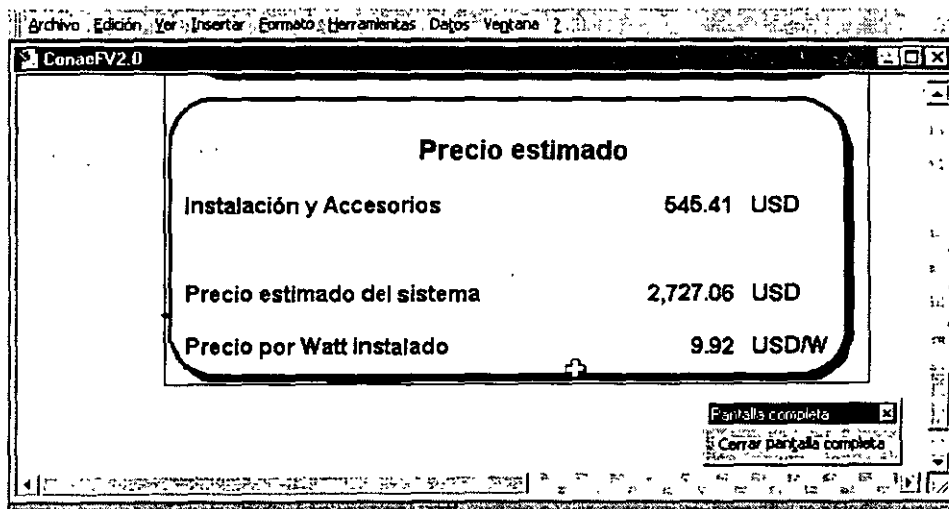 Archivo Edición Ver Insertar Formato Herramientas Datos Ventana ?
ConaeFV2.0
Precio estimado
Instalación y Accesorios 545.41 USD
Precio estimado del sistema 2,727.06 USD
Precio por Watt instalado 9.92 USD/W
Pantalla completa
Cerrar pantalla completa